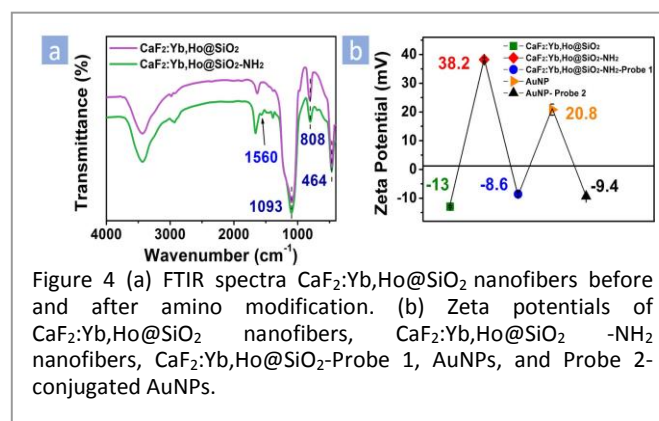 a
b
CaF₂:Yb,Ho@SiO₂
CaF₂:Yb,Ho@SiO₂-NH₂
Transmittance (%)
1560
1093
808
464
4000 3000 2000 1000
Wavenumber (cm⁻¹)
CaF₂:Yb,Ho@SiO₂
CaF₂:Yb,Ho@SiO₂-NH₂
CaF₂:Yb,Ho@SiO₂-NH₂-Probe 1
AuNP
AuNP- Probe 2
Zeta Potential (mV)
40
30
20
10
0
-10
38.2
20.8
-13
-8.6
-9.4
Figure 4 (a) FTIR spectra CaF₂:Yb,Ho@SiO₂ nanofibers before
and after amino modification. (b) Zeta potentials of
CaF₂:Yb,Ho@SiO₂ nanofibers, CaF₂:Yb,Ho@SiO₂ -NH₂
nanofibers, CaF₂:Yb,Ho@SiO₂-Probe 1, AuNPs, and Probe 2-
conjugated AuNPs.